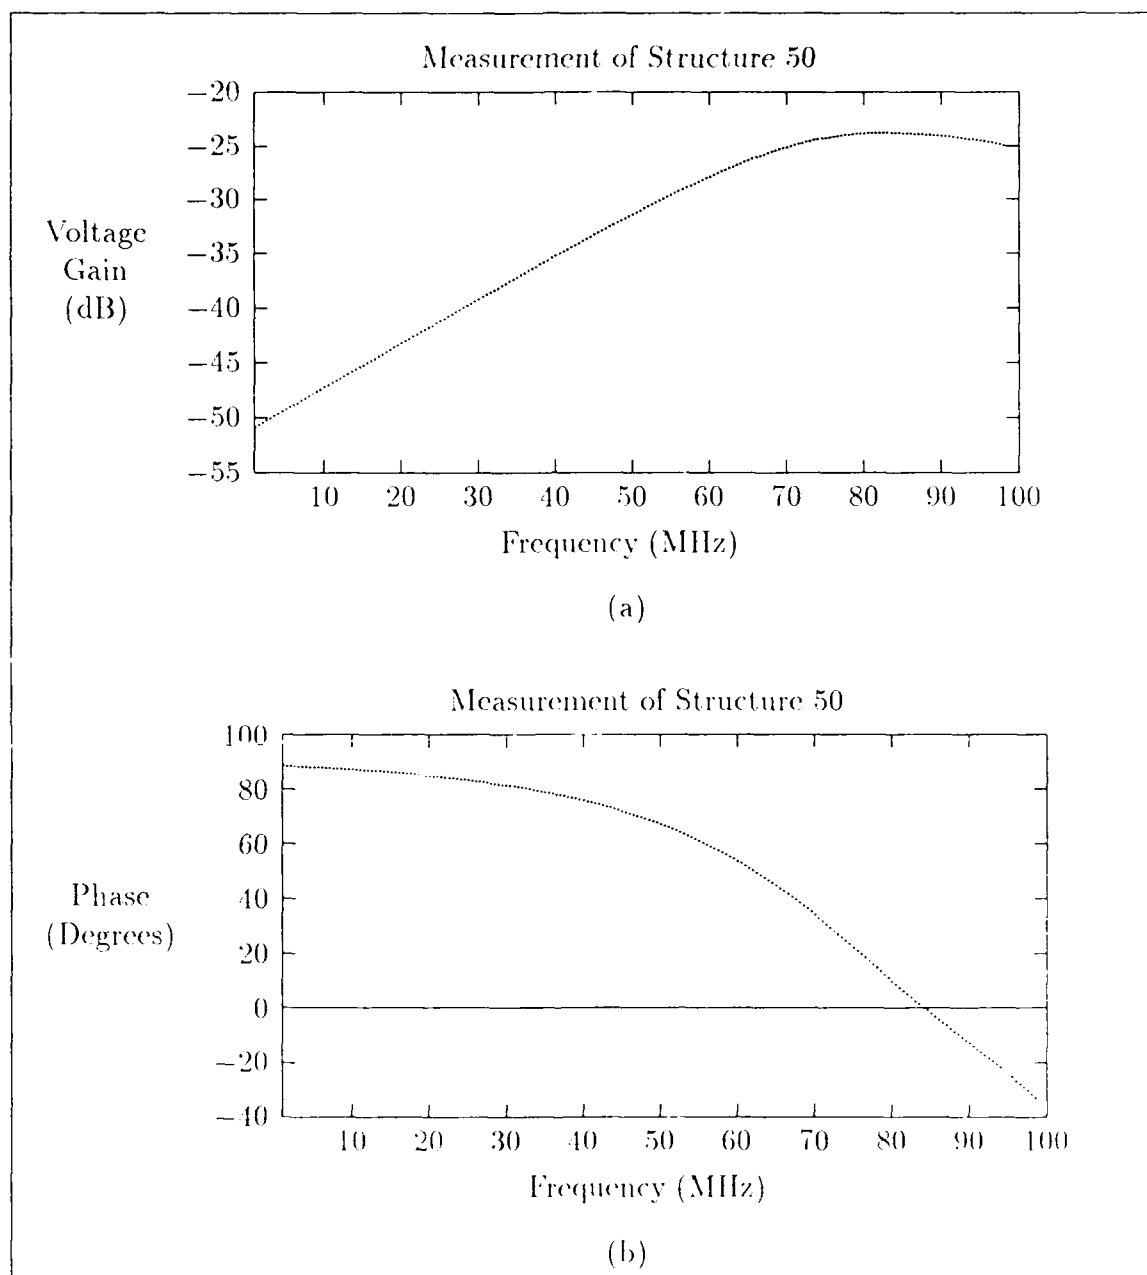 Measurement of Structure 50
−20
−25
−30
−35
−40
−45
−50
−55
Voltage
Gain
(dB)
10 20 30 40 50 60 70 80 90 100
Frequency (MHz)
(a)
Measurement of Structure 50
100
80
60
40
20
0
−20
−40
Phase
(Degrees)
10 20 30 40 50 60 70 80 90 100
Frequency (MHz)
(b)